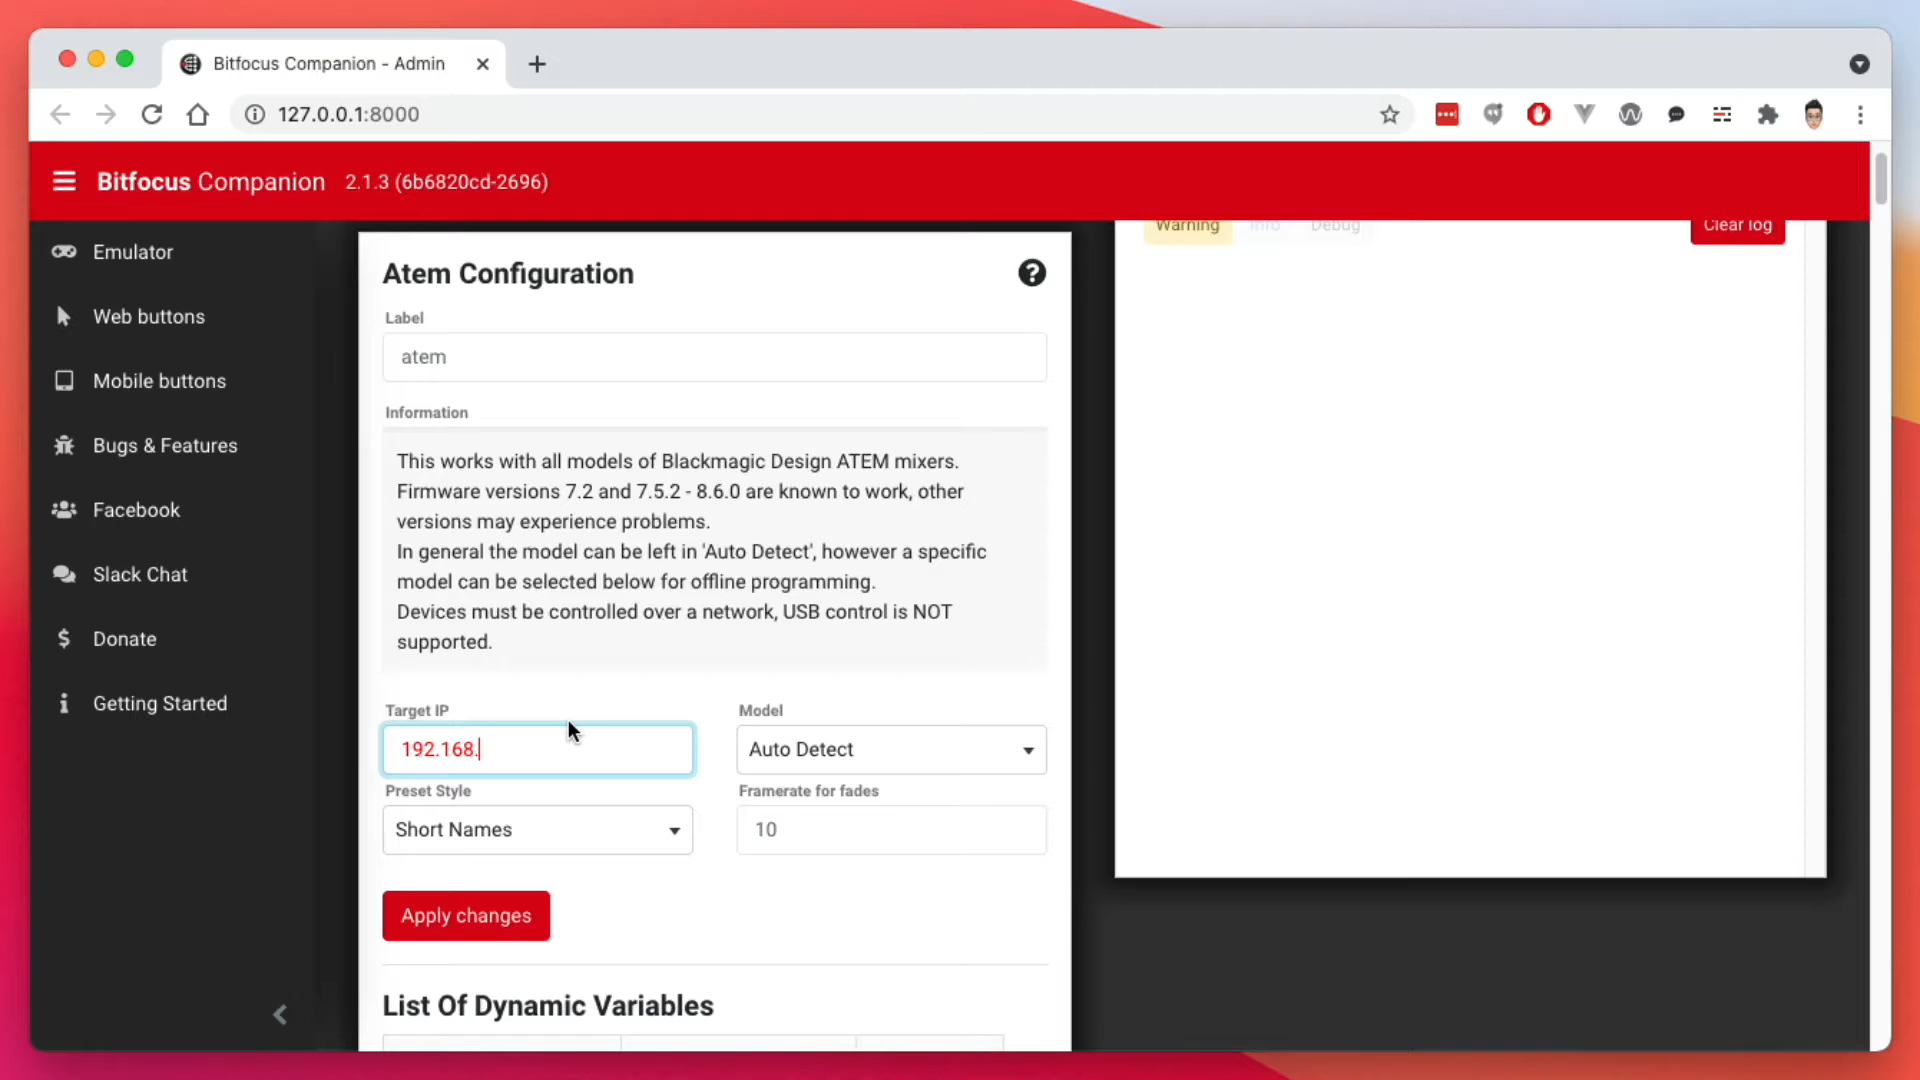 Bitfocus Companion - Admin
127.0.0.1:8000
Bitfocus Companion 2.1.3 (6b6820cd-2696)
Emulator
Web buttons
Mobile buttons
Bugs & Features
Facebook
Slack Chat
Donate
Getting Started
Atem Configuration
Label
atem
Information
This works with all models of Blackmagic Design ATEM mixers.
Firmware versions 7.2 and 7.5.2 - 8.6.0 are known to work, other
versions may experience problems.
In general the model can be left in 'Auto Detect', however a specific
model can be selected below for offline programming.
Devices must be controlled over a network, USB control is NOT
supported.
Target IP
Model
192.168.
Auto Detect
Preset Style
Framerate for fades
Short Names
10
Apply changes
List Of Dynamic Variables
Warning Info Debug
Clear log